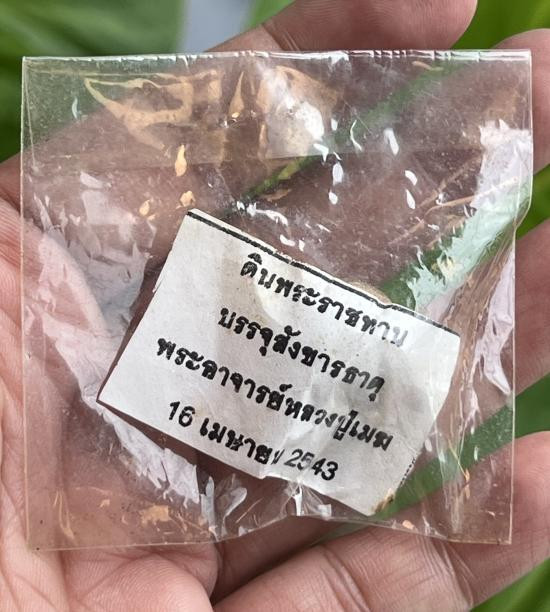 ดินพระราชทาน
บรรจุสังขารธาตุ
พระอาจารย์หลวงปู่เมฆ
16 เมษายน 2543